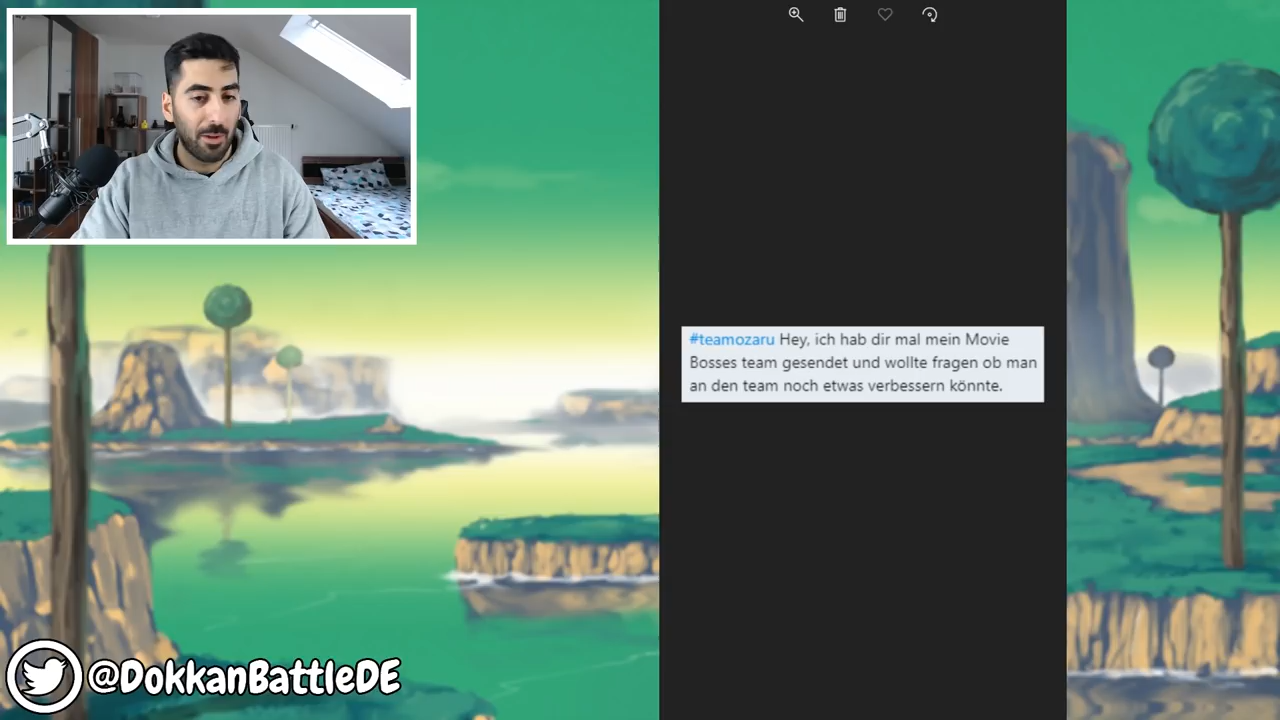 #teamozaru Hey, ich hab dir mal mein Movie
Bosses team gesendet und wollte fragen ob man
an den team noch etwas verbessern könnte.
@DokkanBattleDE